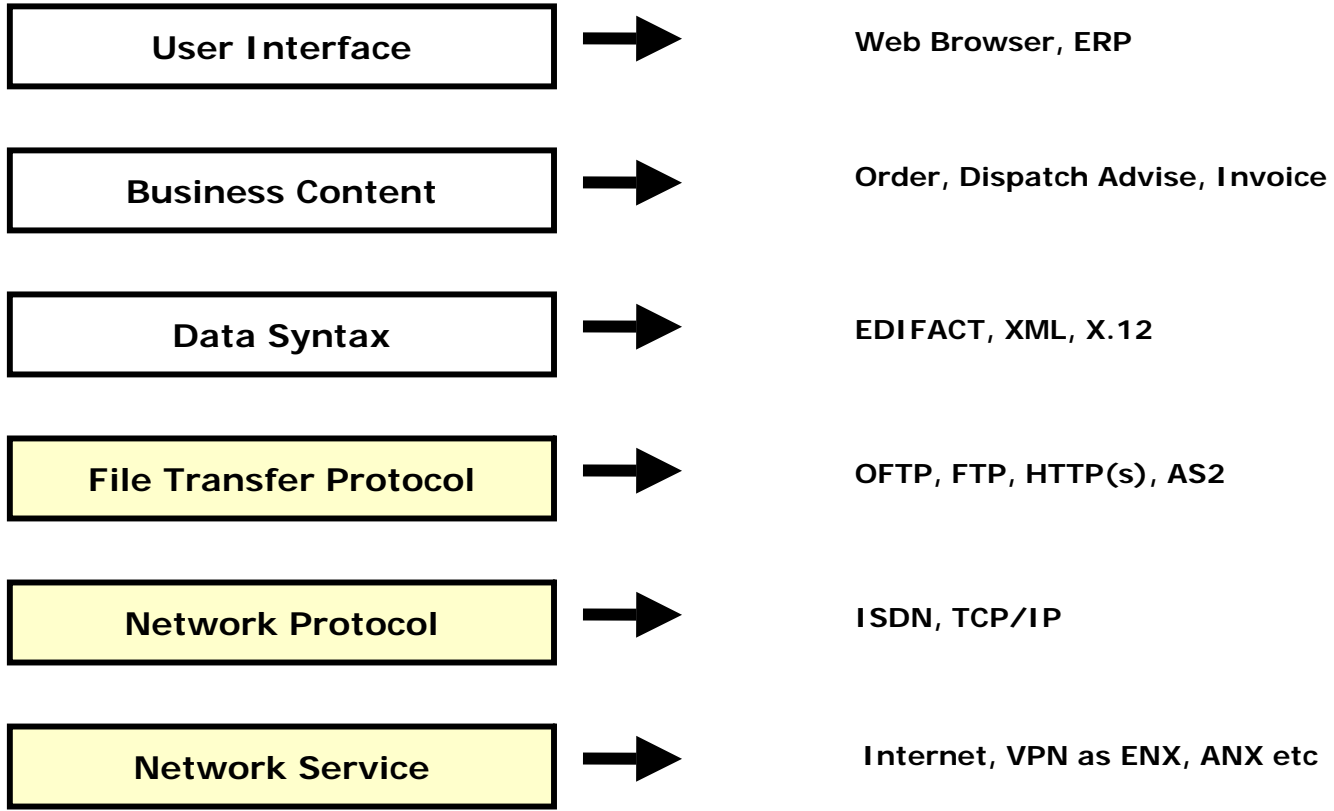 User Interface
Web Browser, ERP
Business Content
Order, Dispatch Advise, Invoice
Data Syntax
EDIFACT, XML, X.12
File Transfer Protocol
OFTP, FTP, HTTP(s), AS2
Network Protocol
ISDN, TCP/IP
Network Service
Internet, VPN as ENX, ANX etc